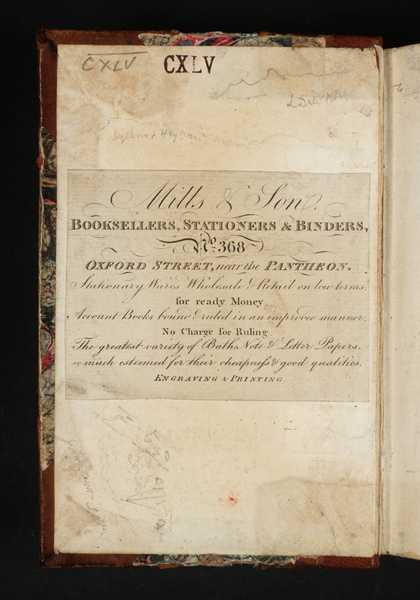 CXLV CXLV
Mills & Son,
BOOKSELLERS, STATIONERS & BINDERS,
No. 368
OXFORD STREET, near the PANTHEON.
Stationary Wares Wholesale & Retail on low terms,
for ready Money
Account Books bound & ruled in an improved manner,
No Charge for Ruling.
The greatest variety of Bath, Note & Letter Papers,
so much esteemed for their cheapness & good qualities.
ENGRAVING & PRINTING